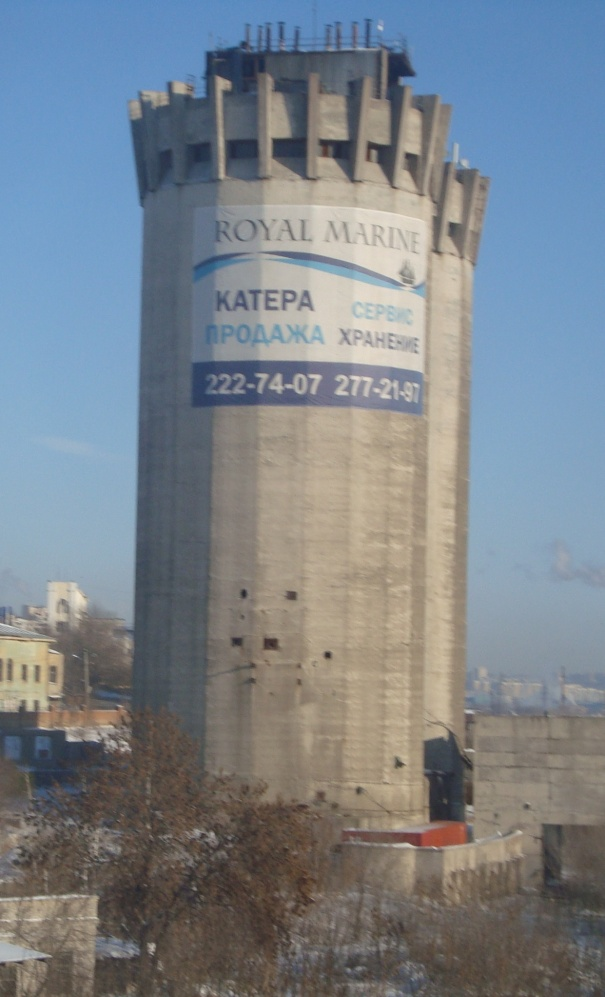 ROYAL MARINE
КАТЕРА СЕРВИС
ПРОДАЖА ХРАНЕНИЕ
222-74-07 277-21-97